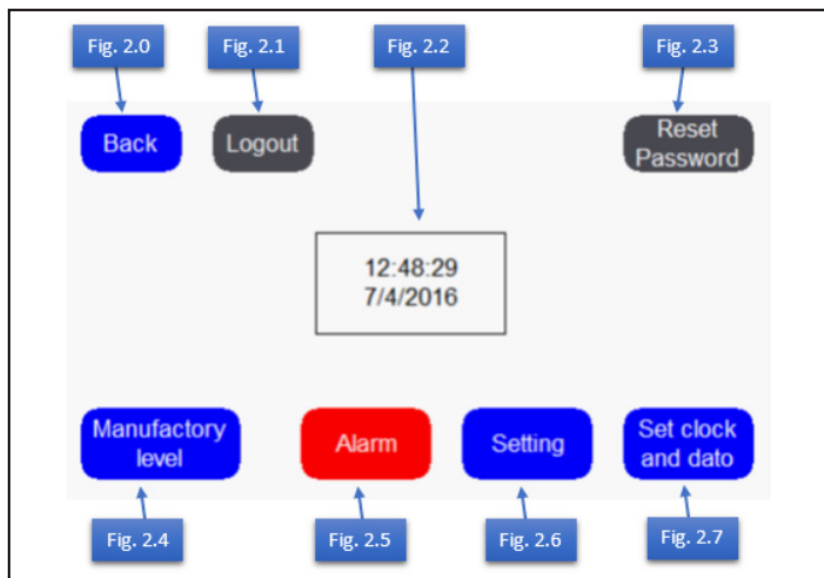 Fig. 2.0 Fig. 2.1 Fig. 2.2 Fig. 2.3
Back Logout Reset
Password
12:48:29
7/4/2016
Manufactory
level
Alarm
Setting
Set clock
and dato
Fig. 2.4 Fig. 2.5 Fig. 2.6 Fig. 2.7